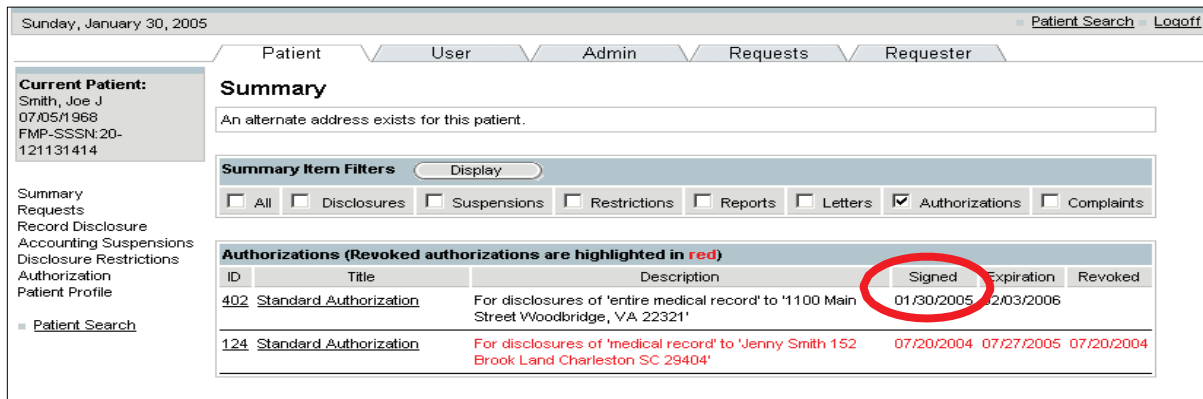 Sunday, January 30, 2005
Patient Search
Logoff
Patient
User
Admin
Requests
Requester
Current Patient:
Smith, Joe J
07/05/1968
FMP-SSSN:20-
121131414
Summary
Requests
Record Disclosure
Accounting Suspensions
Disclosure Restrictions
Authorization
Patient Profile
Patient Search
Summary
An alternate address exists for this patient.
Summary Item Filters Display
All Disclosures Suspensions Restrictions Reports Letters Authorizations Complaints
Authorizations (Revoked authorizations are highlighted in red)
ID Title Description Signed Expiration Revoked
402 Standard Authorization For disclosures of 'entire medical record' to '1100 Main 01/30/2005 02/03/2006
Street Woodbridge, VA 22321'
124 Standard Authorization For disclosures of 'medical record' to 'Jenny Smith 152 07/20/2004 07/27/2005 07/20/2004
Brook Land Charleston SC 29404'